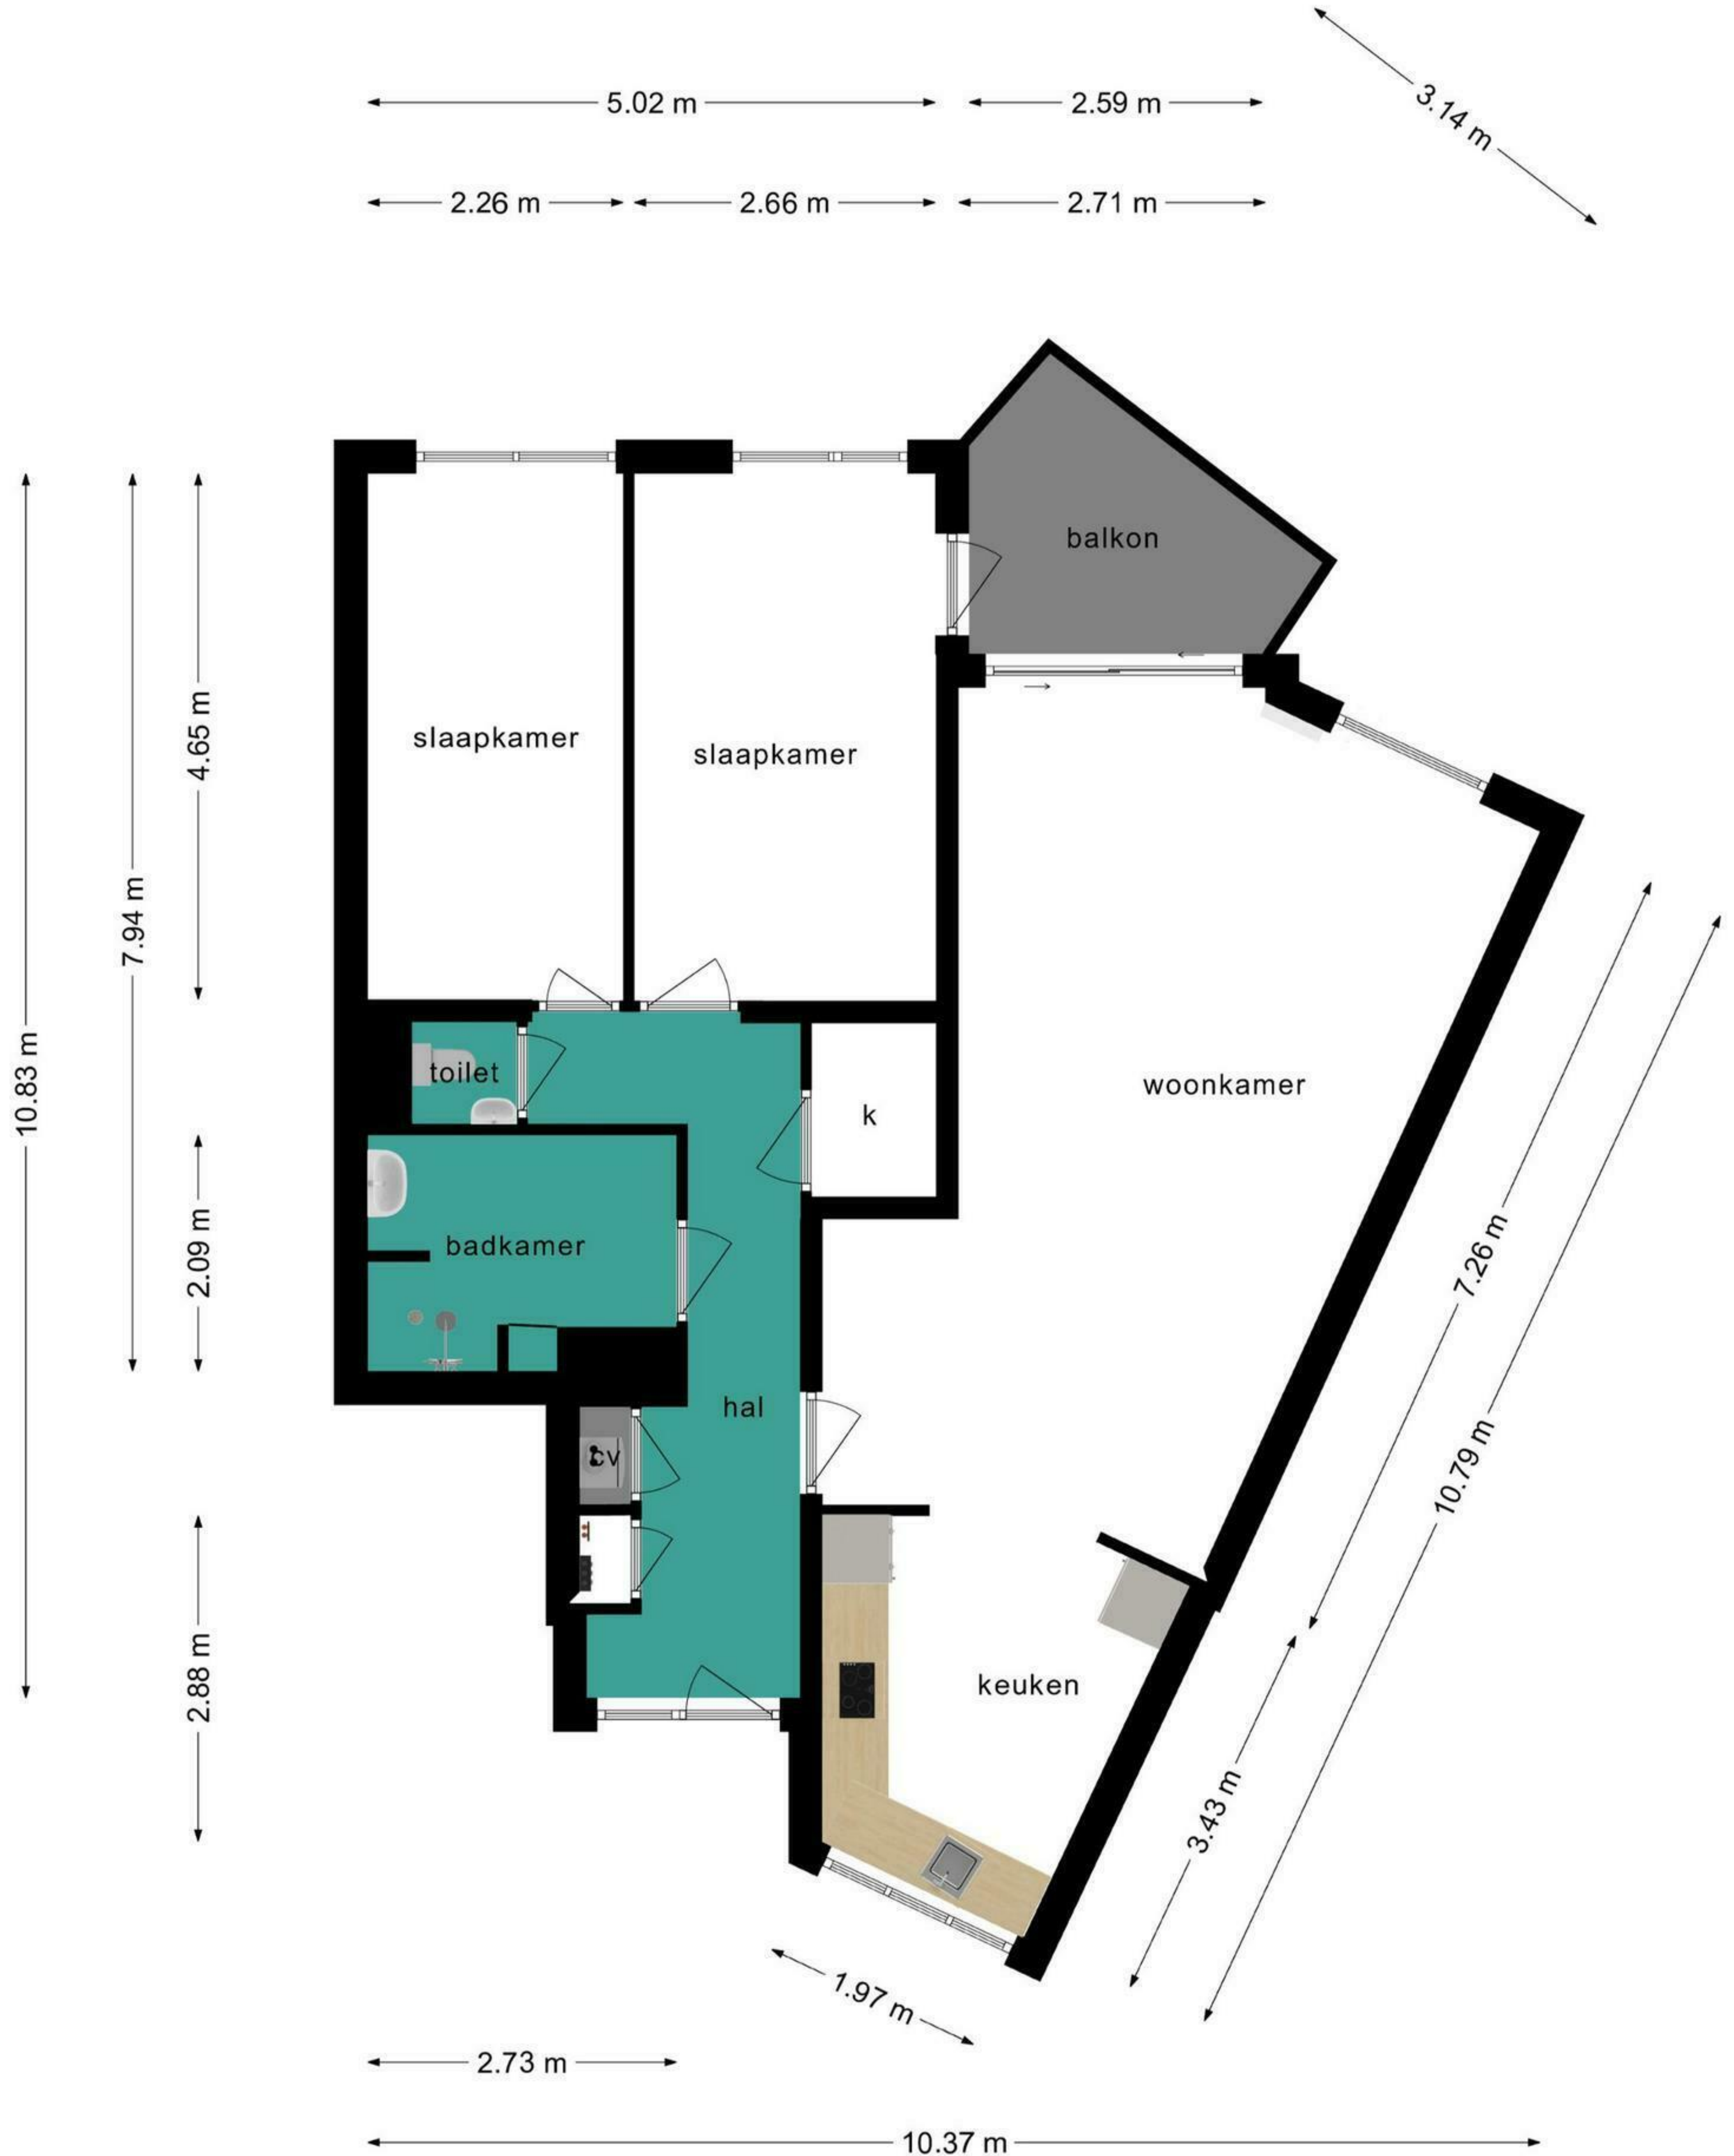 3.14 m
5.02 m
2.59 m
2.26 m
2.66 m
2.71 m
balkon
4.65 m
slaapkamer
slaapkamer
7.94 m
10.83 m
toilet
woonkamer
k
2.09 m
badkamer
7.26 m
hal
10.79 m
cv
2.88 m
keuken
3.43 m
1.97 m
2.73 m
10.37 m